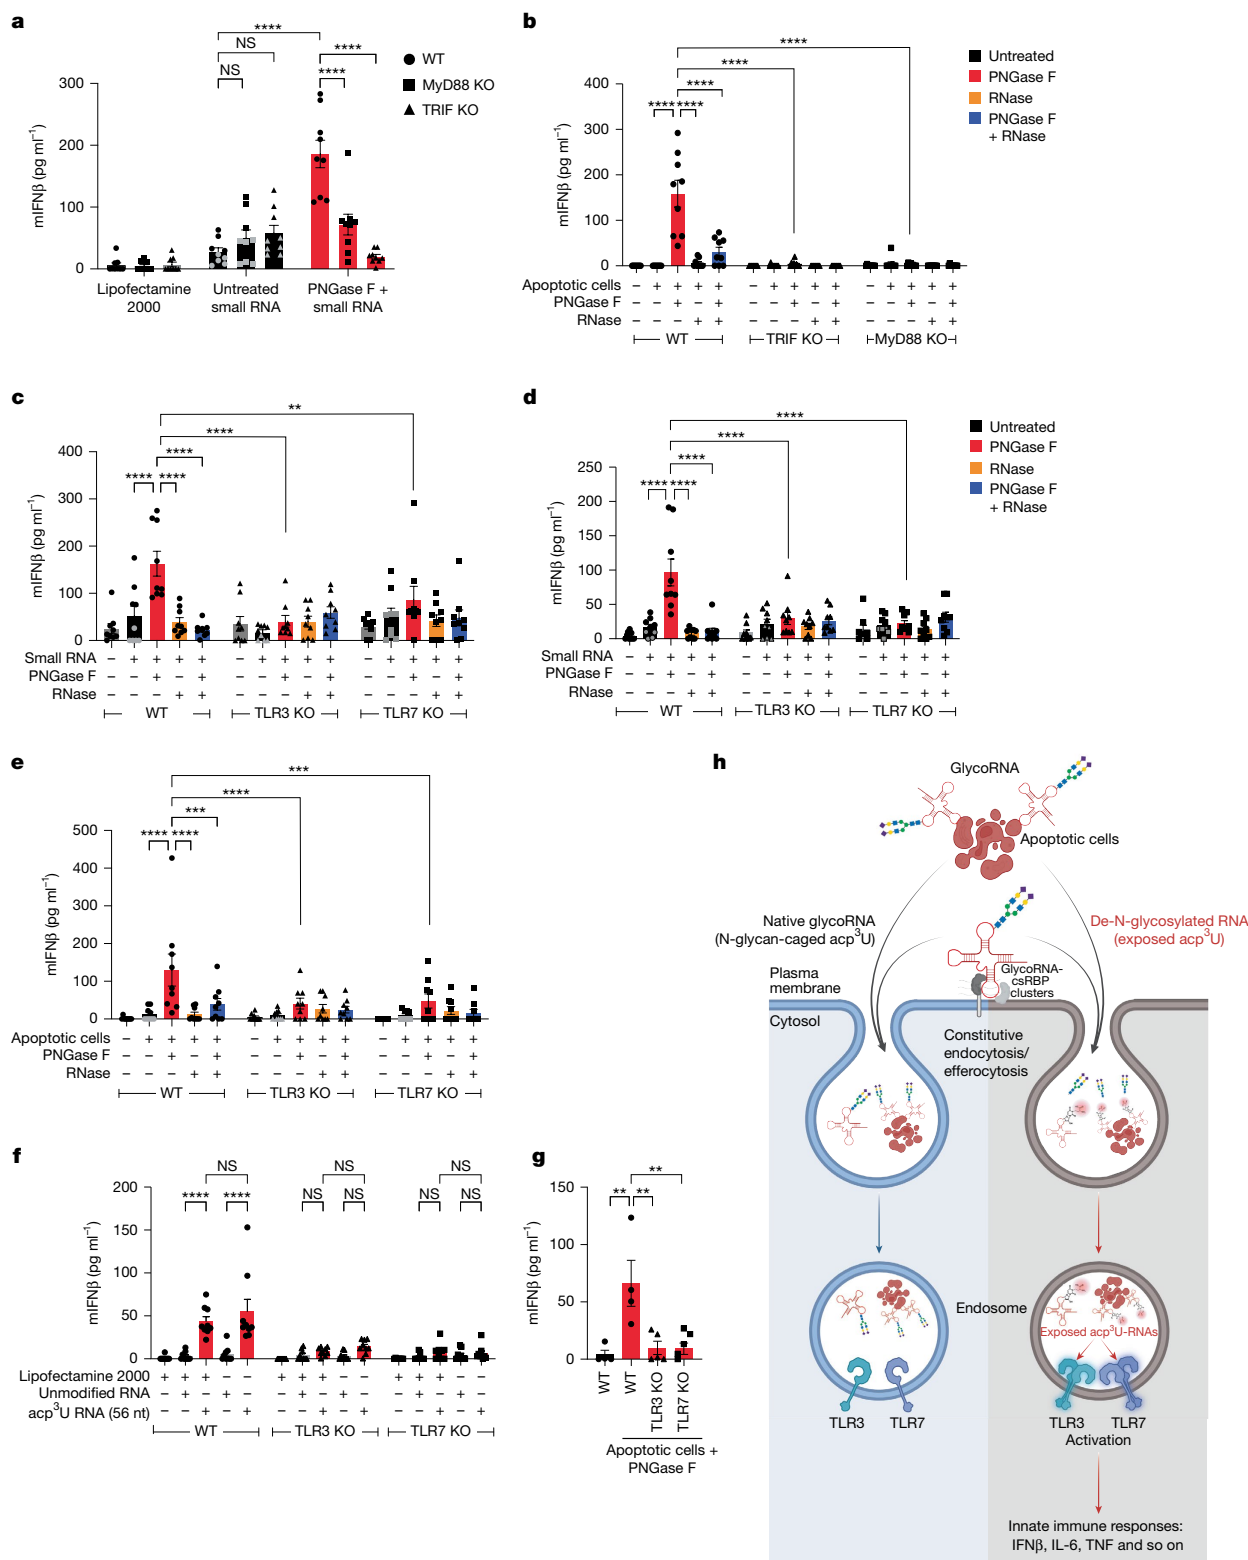 a
****
NS
NS
****
****
WT
MyD88 KO
TRIF KO
mIFNβ (pg ml⁻¹)
300
200
100
0
Lipofectamine
2000
Untreated
small RNA
PNGase F +
small RNA
b
****
****
****
**** ****
Untreated
PNGase F
RNase
PNGase F
+ RNase
mIFNβ (pg ml⁻¹)
400
300
200
100
0
Apoptotic cells − + + + + − + + + + − + + + +
PNGase F − − + − + − − + − + − − + − +
RNase − − − + + − − − + + − − − + +
WT TRIF KO MyD88 KO
c
**
****
****
**** ****
mIFNβ (pg ml⁻¹)
400
300
200
100
0
Small RNA − + + + + − + + + + − + + + +
PNGase F − − + − + − − + − + − − + − +
RNase − − − + + − − − + + − − − + +
WT TLR3 KO TLR7 KO
d
****
****
****
**** ****
Untreated
PNGase F
RNase
PNGase F
+ RNase
mIFNβ (pg ml⁻¹)
250
200
150
100
50
0
Small RNA − + + + + − + + + + − + + + +
PNGase F − − + − + − − + − + − − + − +
RNase − − − + + − − − + + − − − + +
WT TLR3 KO TLR7 KO
e
***
****
***
**** ****
mIFNβ (pg ml⁻¹)
500
400
300
200
100
0
Apoptotic cells − + + + + − + + + + − + + + +
PNGase F − − + − + − − + − + − − + − +
RNase − − − + + − − − + + − − − + +
WT TLR3 KO TLR7 KO
f
NS NS NS
**** **** NS NS NS NS
mIFNβ (pg ml⁻¹)
200
150
100
50
0
Lipofectamine 2000 + + + − − + + + − − + + + − −
Unmodified RNA − + − + − − + − + − − + − + −
acp³U RNA (56 nt) − − + − + − − + − + − − + − +
WT TLR3 KO TLR7 KO
g
**
** **
mIFNβ (pg ml⁻¹)
150
100
50
0
WT
WT
TLR3 KO
TLR7 KO
Apoptotic cells +
PNGase F
h
GlycoRNA
Apoptotic cells
Native glycoRNA
(N-glycan-caged acp³U)
De-N-glycosylated RNA
(exposed acp³U)
GlycoRNA-
csRBP
clusters
Plasma
membrane
Cytosol
Constitutive
endocytosis/
efferocytosis
Endosome
Exposed acp³U-RNAs
TLR3 TLR7
TLR3 TLR7
Activation
Innate immune responses:
IFNβ, IL-6, TNF and so on